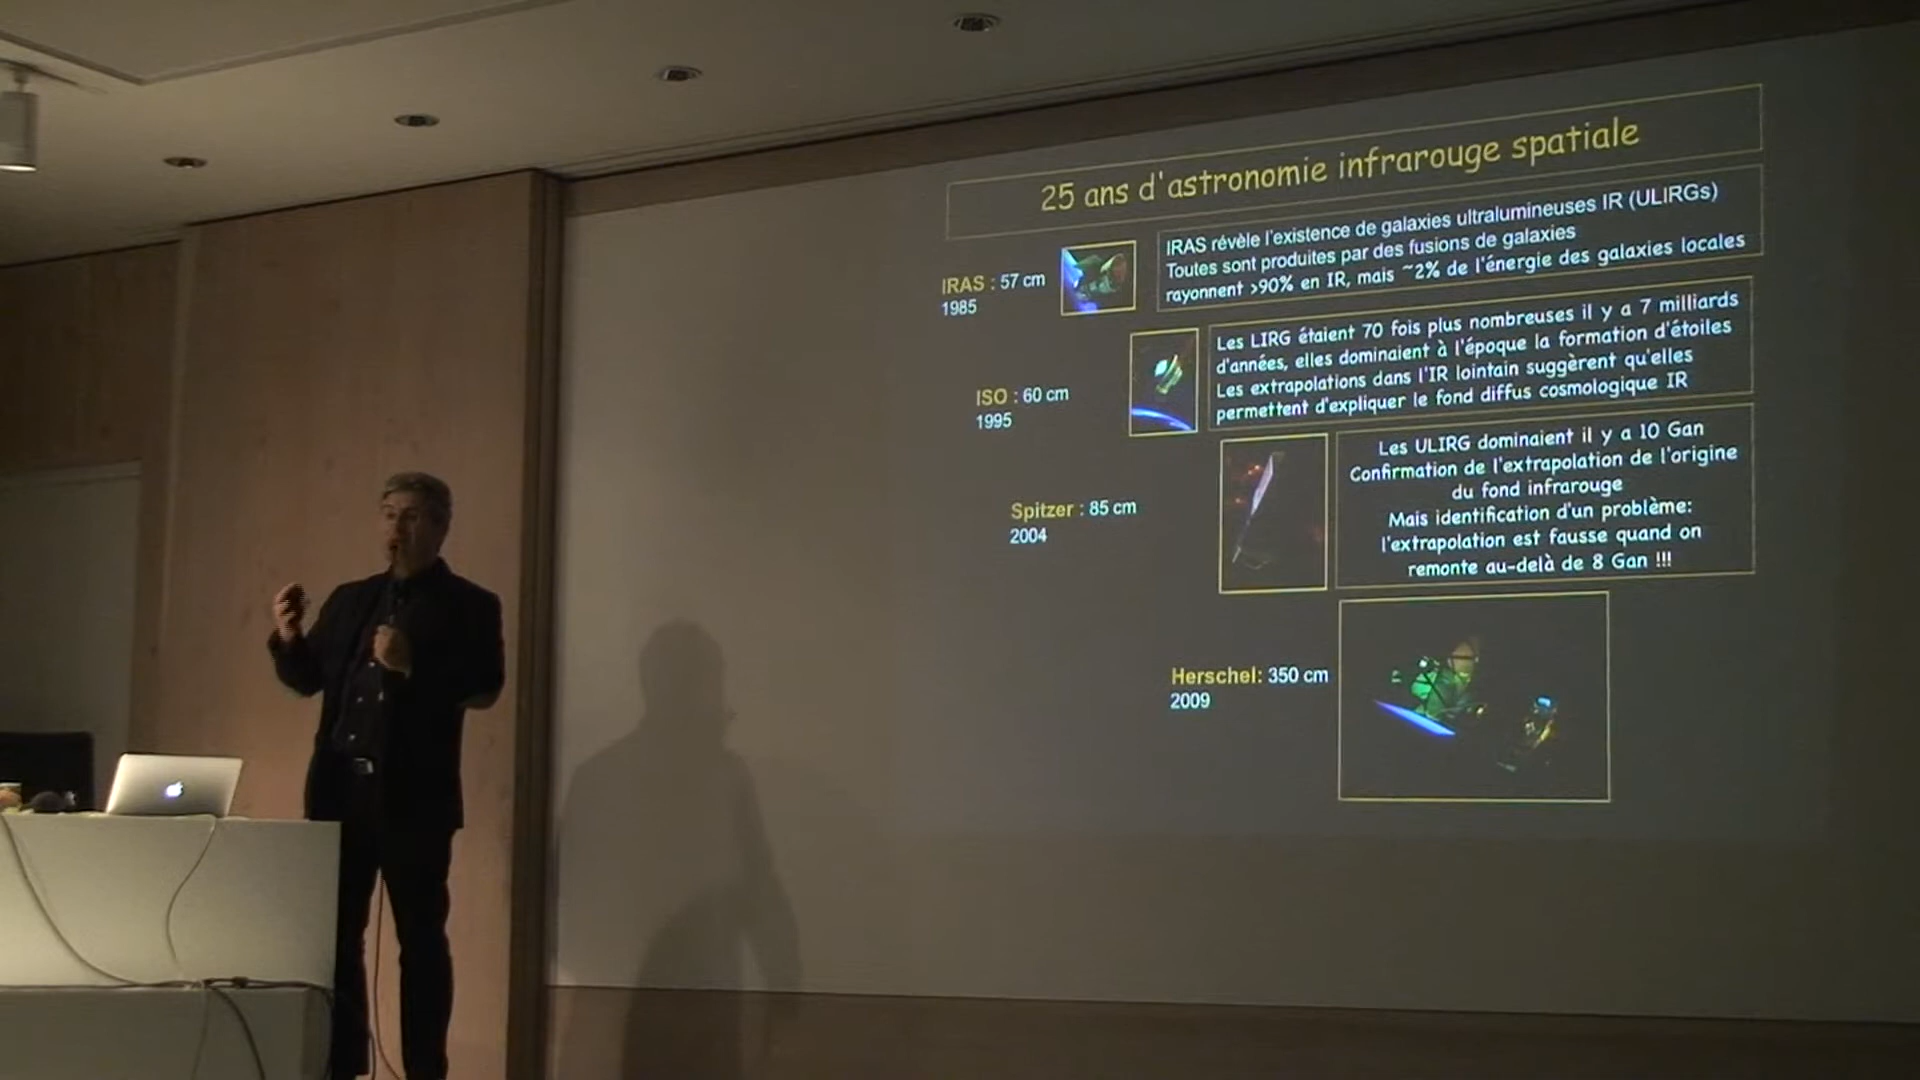 25 ans d'astronomie infrarouge spatiale
IRAS : 57 cm
1985
IRAS révèle l'existence de galaxies ultralumineuses IR (ULIRGs)
Toutes sont produites par des fusions de galaxies
rayonnent >90% en IR, mais ~2% de l'énergie des galaxies locales
ISO : 60 cm
1995
Les LIRG étaient 70 fois plus nombreuses il y a 7 milliards
d'années, elles dominaient à l'époque la formation d'étoiles
Les extrapolations dans l'IR lointain suggèrent qu'elles
permettent d'expliquer le fond diffus cosmologique IR
Spitzer : 85 cm
2004
Les ULIRG dominaient il y a 10 Gan
Confirmation de l'extrapolation de l'origine
du fond infrarouge
Mais identification d'un problème:
l'extrapolation est fausse quand on
remonte au-delà de 8 Gan !!!
Herschel: 350 cm
2009